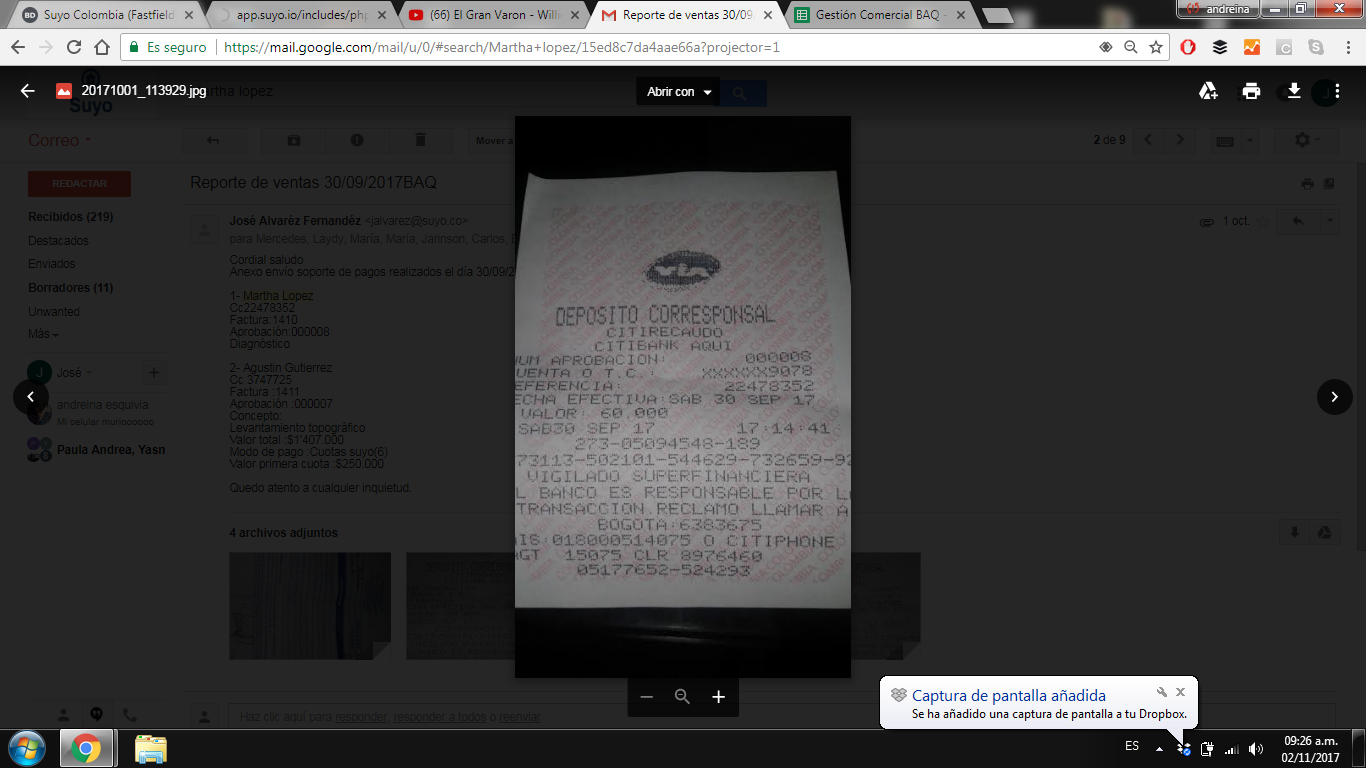 Suyo Colombia (Fastfield
app.suyo.io/includes/php
(66) El Gran Varon - Willie
Reporte de ventas 30/09
Gestión Comercial BAQ -
andreina
Es seguro
https://mail.google.com/mail/u/0/#search/Martha+lopez/15ed8c7da4aae66a?projector=1
20171001_113929.jpg
Abrir con
Suyo
Correo
Mover a
2 de 9
REDACTAR
Reporte de ventas 30/09/2017BAQ
Recibidos (219)
Destacados
Enviados
Borradores (11)
Unwanted
Más
José
andreina esquivia
Mi celular murioooooo
Paula Andrea, Yasn
José Alvaréz Fernandéz <jalvarez@suyo.co>
1 oct.
para Mercedes, Laydy, María, María, Jarinson, Carlos,
Cordial saludo
Anexo envío soporte de pagos realizados el día 30/09/2
1- Martha Lopez
Cc22478352
Factura:1410
Aprobación:000008
Diagnóstico
2- Agustin Gutierrez
Cc 3747725
Factura :1411
Aprobación :000007
Concepto:
Levantamiento topográfico
Valor total :$1'407.000
Modo de pago :Cuotas suyo(6)
Valor primera cuota :$250.000
Quedo atento a cualquier inquietud.
4 archivos adjuntos
Haz clic aquí para responder, responder a todos o reenviar
via
DEPOSITO CORRESPONSAL
CITIRECAUDO
CITIBANK AQUI
NUM APROBACION: 000008
UENTA O T.C.: XXXXXX9078
EFERENCIA: 22478352
ECHA EFECTIVA:SAB 30 SEP 17
VALOR: 60.000
SAB30 SEP 17 17:14:41
273-05094548-189
73113-502101-544629-732659-92
VIGILADO SUPERFINANCIERA
L BANCO ES RESPONSABLE POR L
TRANSACCION.RECLAMO LLAMAR A
BOGOTA:6383675
IS:018000514075 O CITIPHONE
GT 15075 CLR 8976460
05177652-524293
Captura de pantalla añadida
Se ha añadido una captura de pantalla a tu Dropbox.
ES
09:26 a.m.
02/11/2017